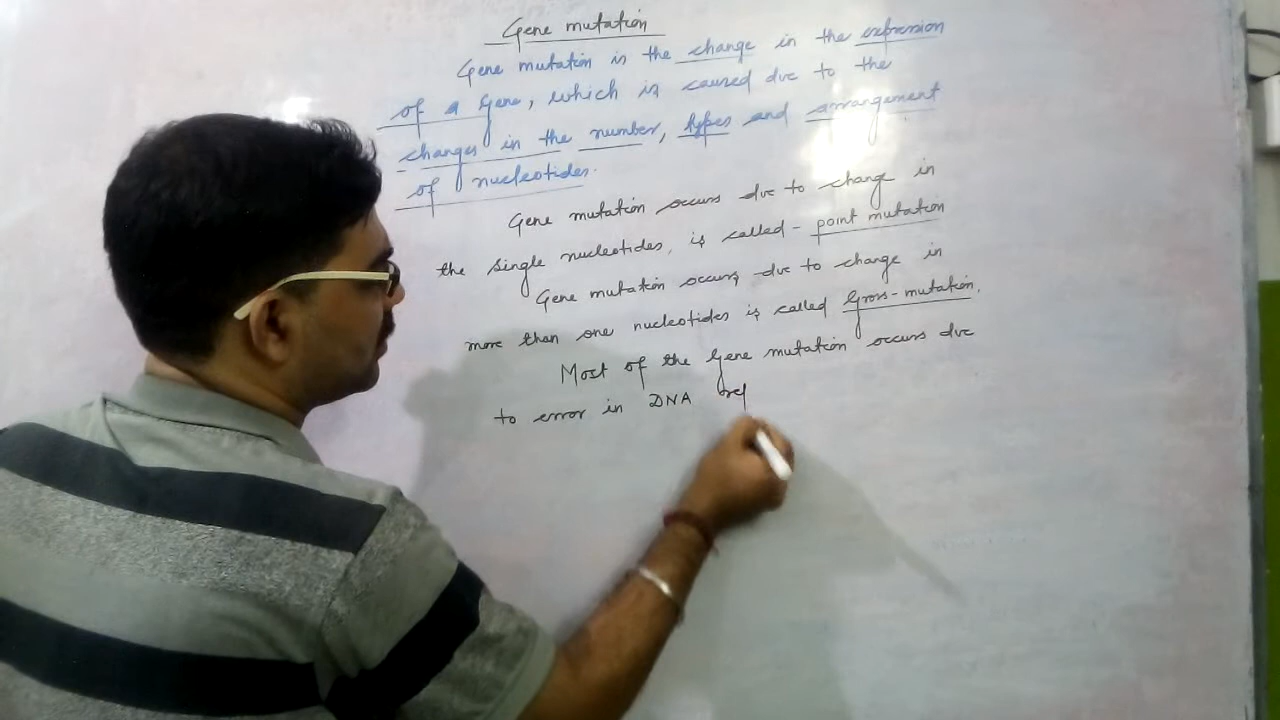 Gene mutation
Gene mutation is the change in the expression
of a Gene, which is caused due to the
- changes in the number, types and arrangement
of nucleotides.
Gene mutation occurs due to change in
the single nucleotides, is called - point mutation
Gene mutation occurs due to change in
more than one nucleotides is called Gross-mutation.
Most of the Gene mutation occurs due
to error in DNA rep